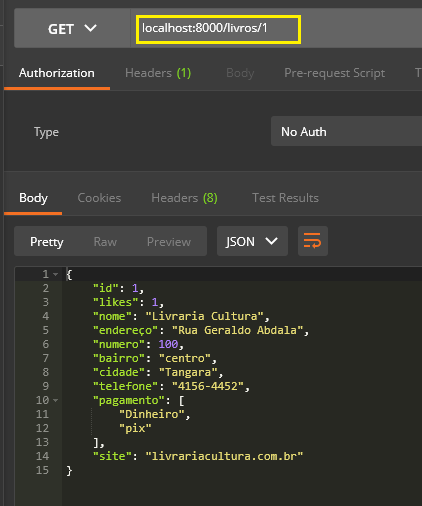 GET
localhost:8000/livros/1
Authorization Headers (1) Body Pre-request Script
Type No Auth
Body Cookies Headers (8) Test Results
Pretty Raw Preview JSON
1 {
2 "id": 1,
3 "likes": 1,
4 "nome": "Livraria Cultura",
5 "endereço": "Rua Geraldo Abdala",
6 "numero": 100,
7 "bairro": "centro",
8 "cidade": "Tangara",
9 "telefone": "4156-4452",
10 "pagamento": [
11 "Dinheiro",
12 "pix"
13 ],
14 "site": "livrariacultura.com.br"
15 }